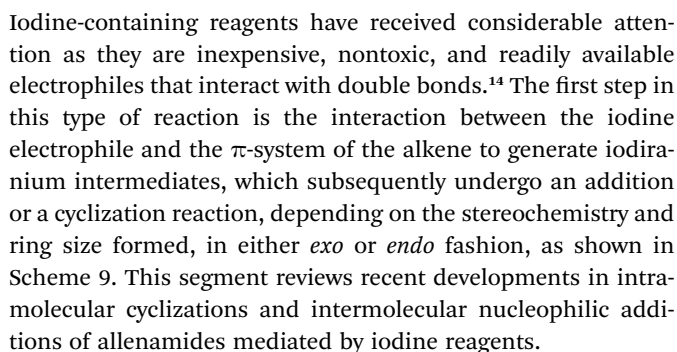 Iodine-containing reagents have received considerable atten-
tion as they are inexpensive, nontoxic, and readily available
electrophiles that interact with double bonds.¹⁴ The first step in
this type of reaction is the interaction between the iodine
electrophile and the π-system of the alkene to generate iodira-
nium intermediates, which subsequently undergo an addition
or a cyclization reaction, depending on the stereochemistry and
ring size formed, in either exo or endo fashion, as shown in
Scheme 9. This segment reviews recent developments in intra-
molecular cyclizations and intermolecular nucleophilic addi-
tions of allenamides mediated by iodine reagents.